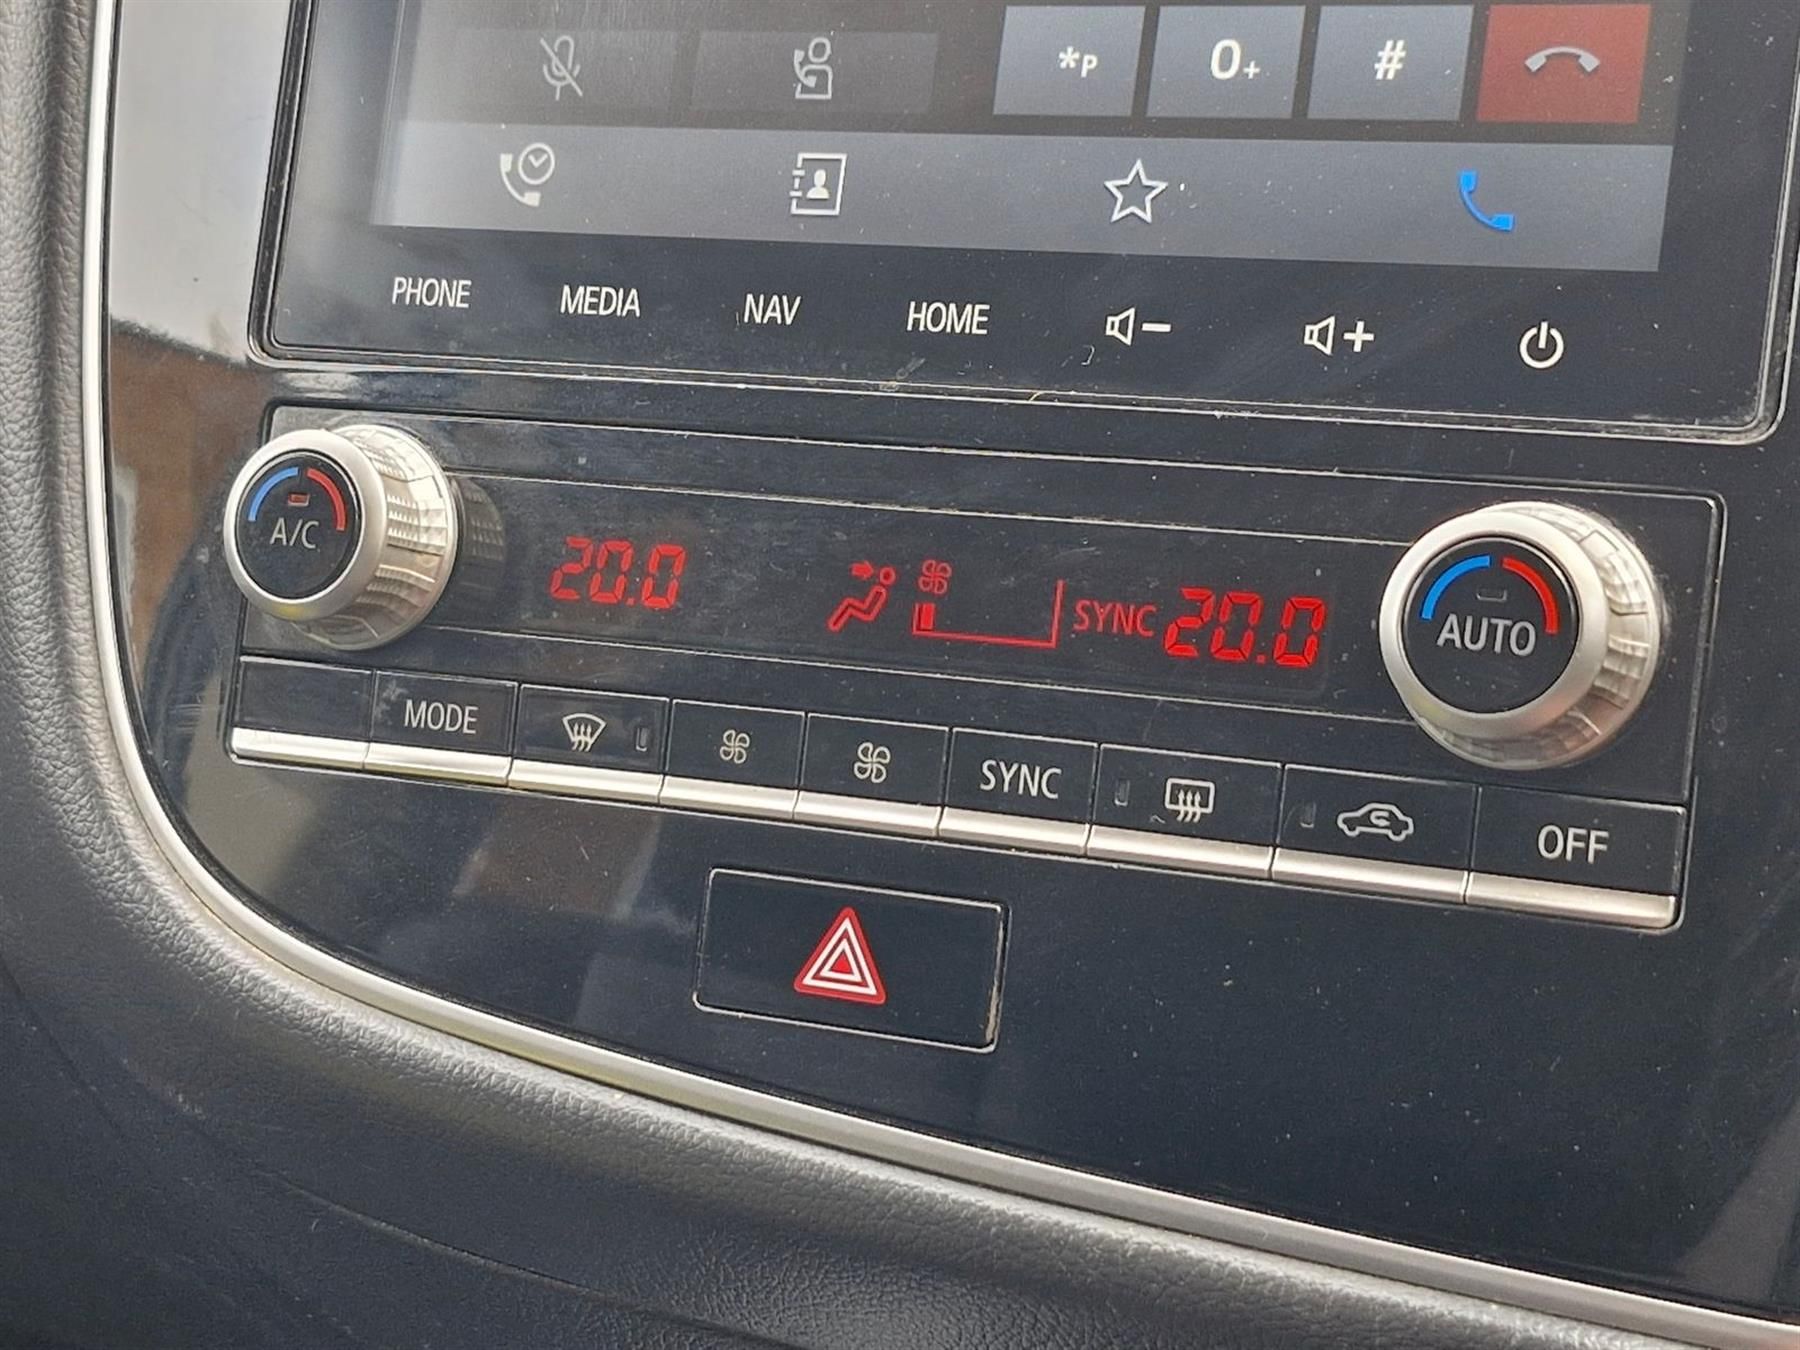 *P 0+ #
PHONE MEDIA NAV HOME
A/C 20.0 SYNC 20.0 AUTO
MODE SYNC OFF